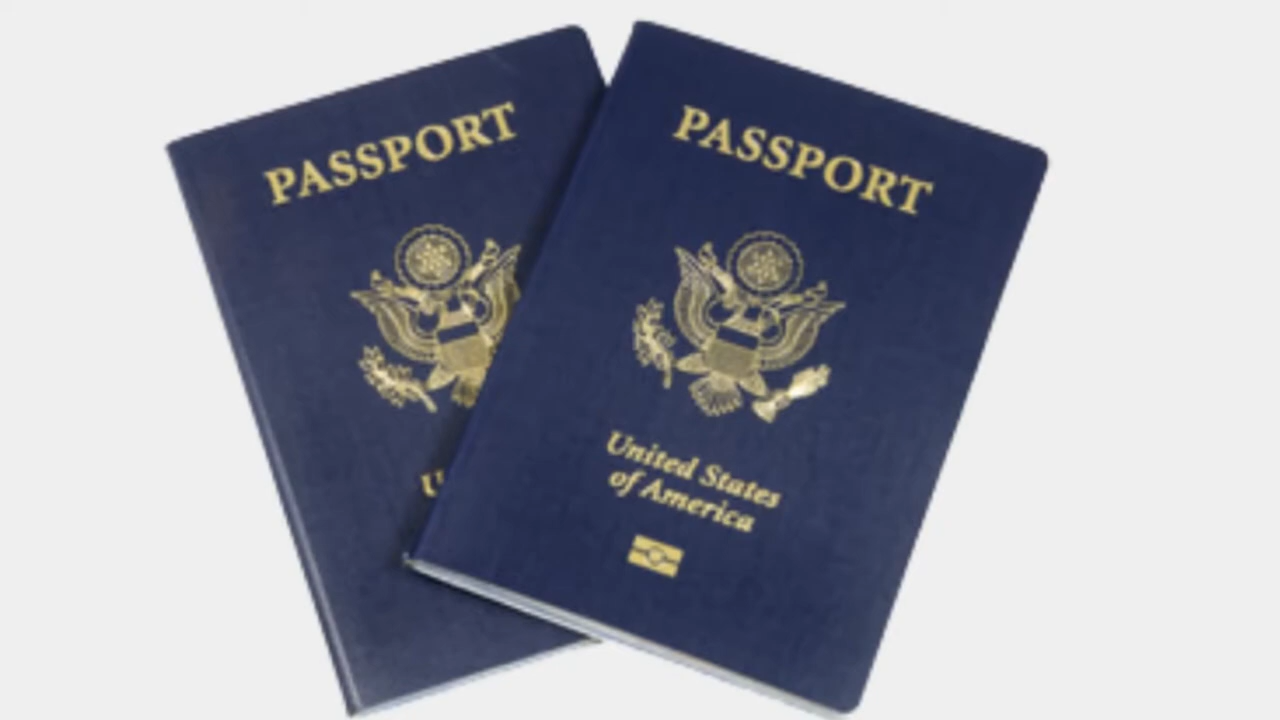 PASSPORT
U
PASSPORT
United States
of America